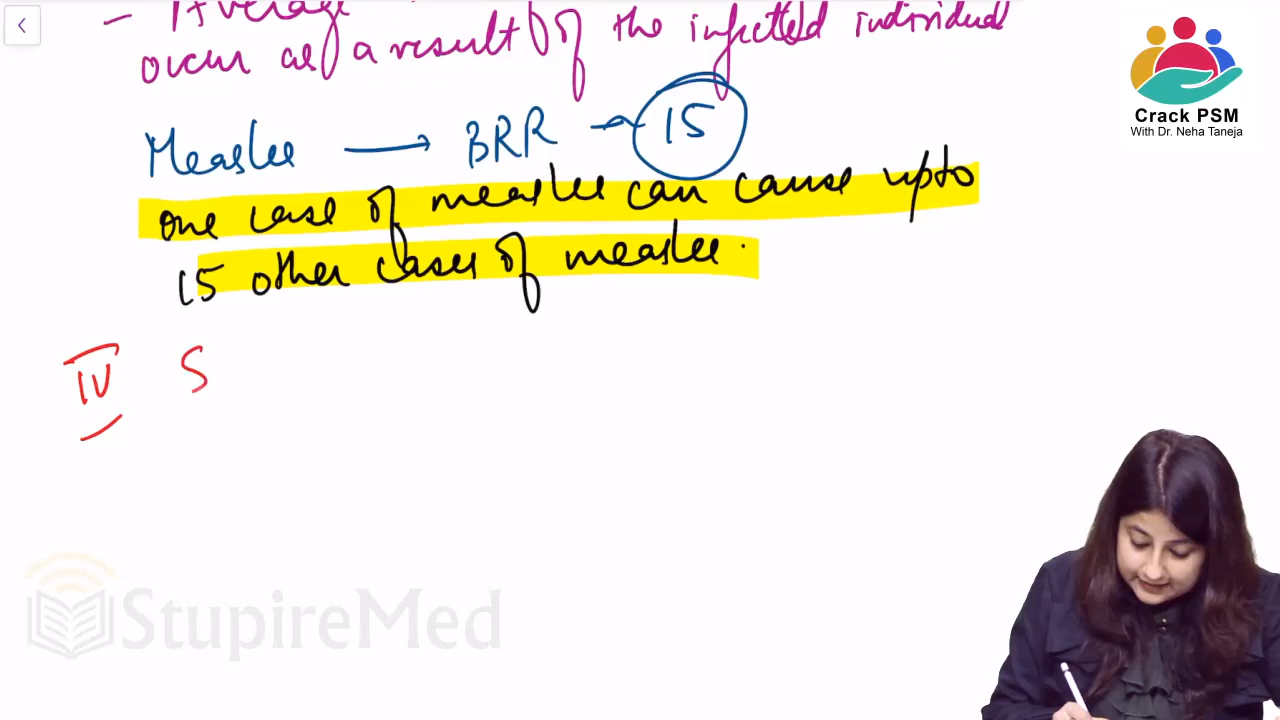 - Average
occur as a result of the infected individual
Measles → BRR → 15
one case of measles can cause upto
15 other cases of measles.
IV S
Crack PSM
With Dr. Neha Taneja
StupireMed